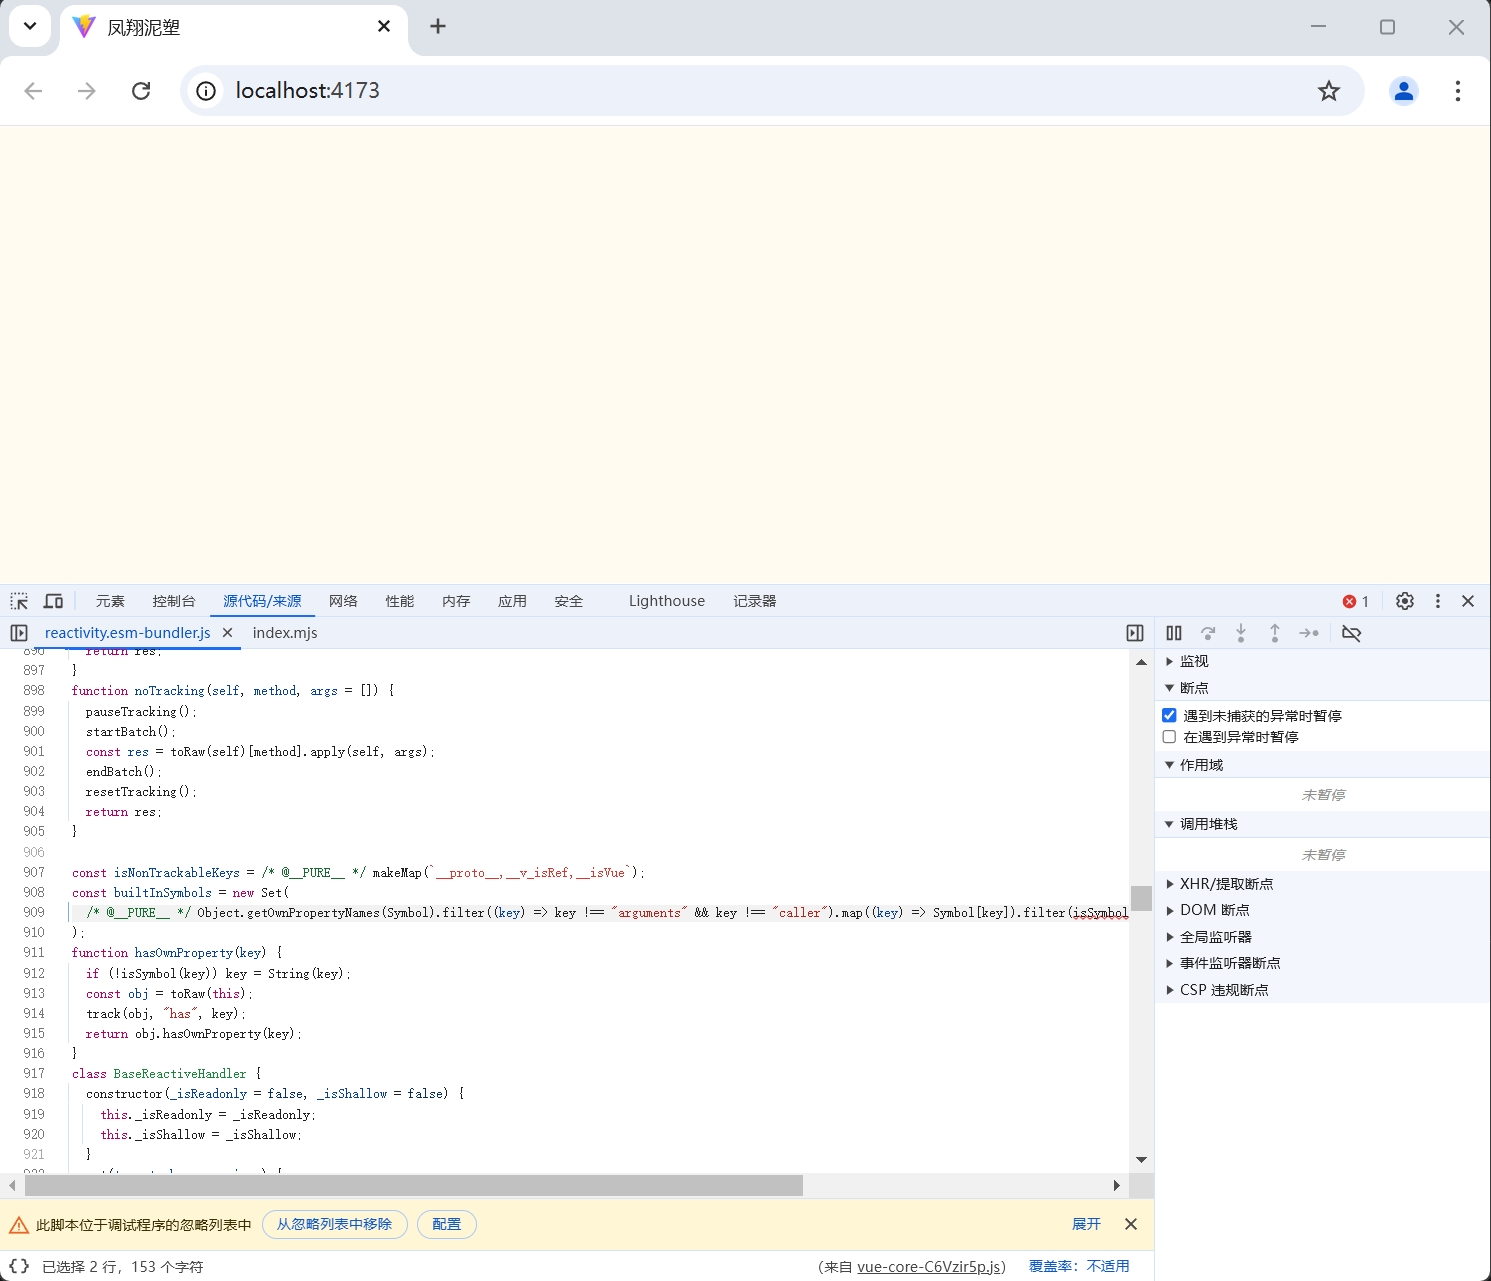 凤翔泥塑
localhost:4173
元素 控制台 源代码/来源 网络 性能 内存 应用 安全 Lighthouse 记录器 1
reactivity.esm-bundler.js index.mjs
896 return res;
897 }
898 function noTracking(self, method, args = []) {
899 pauseTracking();
900 startBatch();
901 const res = toRaw(self)[method].apply(self, args);
902 endBatch();
903 resetTracking();
904 return res;
905 }
906
907 const isNonTrackableKeys = /* @__PURE__ */ makeMap(`__proto__,__v_isRef,__isVue`);
908 const builtInSymbols = new Set(
909 /* @__PURE__ */ Object.getOwnPropertyNames(Symbol).filter((key) => key !== "arguments" && key !== "caller").map((key) => Symbol[key]).filter(isSymbol
910 );
911 function hasOwnProperty(key) {
912 if (!isSymbol(key)) key = String(key);
913 const obj = toRaw(this);
914 track(obj, "has", key);
915 return obj.hasOwnProperty(key);
916 }
917 class BaseReactiveHandler {
918 constructor(_isReadonly = false, _isShallow = false) {
919 this._isReadonly = _isReadonly;
920 this._isShallow = _isShallow;
921 }
监视
断点
遇到未捕获的异常时暂停
在遇到异常时暂停
作用域
未暂停
调用堆栈
未暂停
XHR/提取断点
DOM 断点
全局监听器
事件监听器断点
CSP 违规断点
此脚本位于调试程序的忽略列表中 从忽略列表中移除 配置 展开
{} 已选择 2 行，153 个字符 （来自 vue-core-C6Vzir5p.js） 覆盖率：不适用